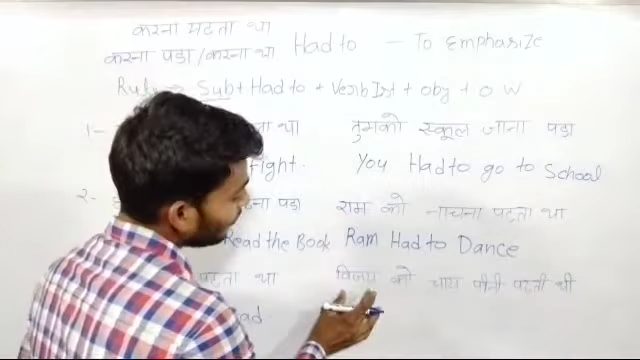 करना पड़ता था
करना पड़ा/करना था Had to - To Emphasize
Rule → Sub + Had to + Verb Ist + obj + O W
1- था तुमको स्कूल जाना पड़ा
Fight. You Had to go to School
2- पड़ा राम को नाचना पड़ता था
Read the Book Ram Had to Dance
पड़ता था विजय को चाय पीनी पड़ती थी